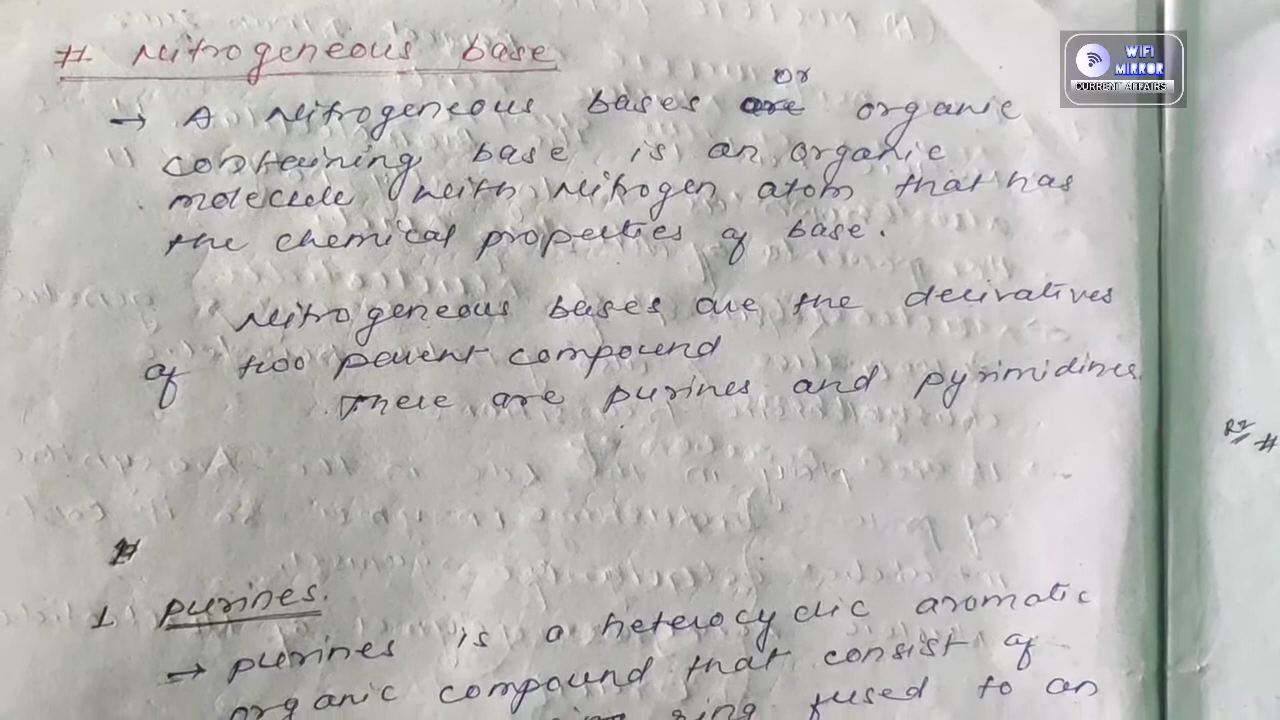 # Nitrogeneous base
or
→ A Nitrogeneous bases are organic
containing base is an organic
molecule with Nitrogen atom that has
the chemical properties of base.
Nitrogeneous bases are the derivatives
of two parent compound
There are purines and pyrimidines
1 purines.
→ purines is a heterocyclic aromatic
organic compound that consist of
ring fused to an
WIFI
MIRROR
CURRENT AFFAIRS
R2 #